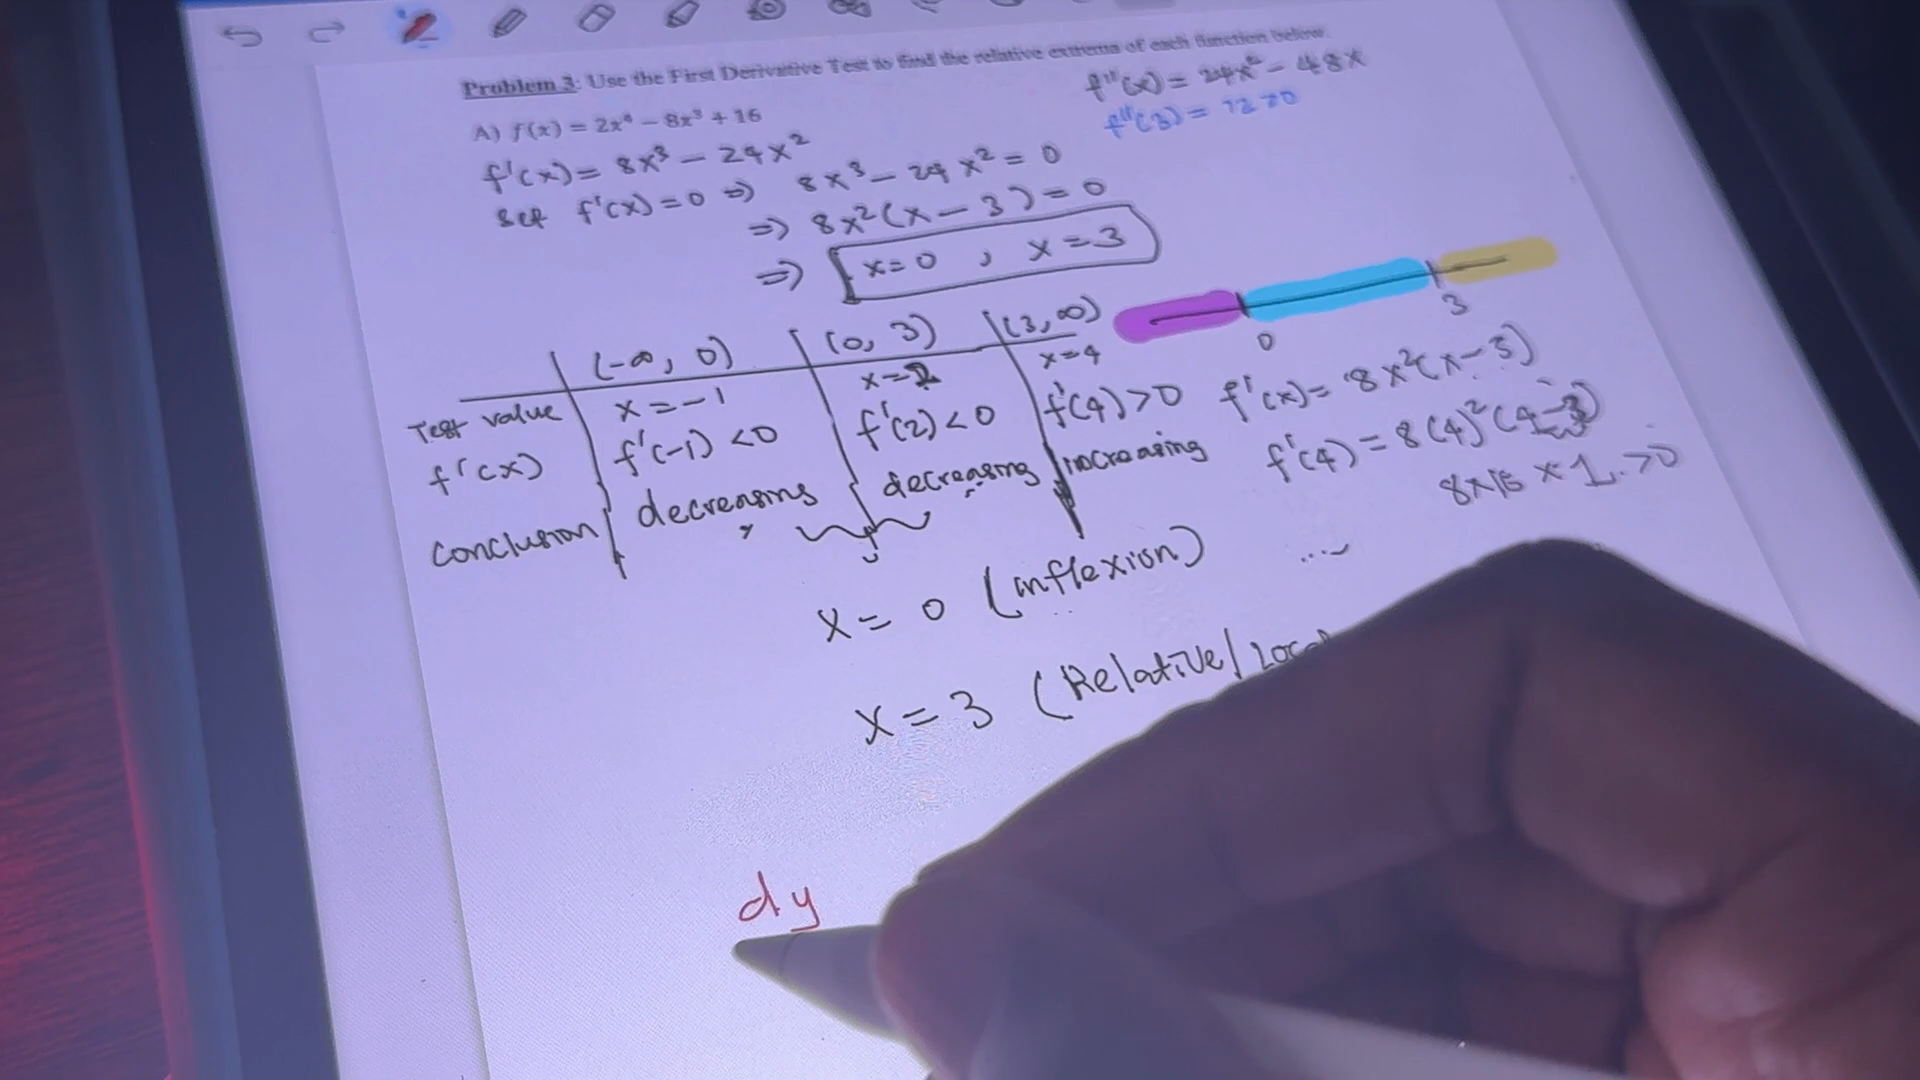 Problem 3: Use the First Derivative Test to find the relative extrema of each function below.
A) f(x) = 2x⁴ − 8x³ + 16
f'''(x) = 24x² − 48x
f'''(3) = 72 > 0
f'(x) = 8x³ − 24x²
Set f'(x) = 0 ⇒ 8x³ − 24x² = 0
⇒ 8x²(x − 3) = 0
⇒ x = 0 , x = 3
0 3
(-∞, 0) (0, 3) (3, ∞)
Test value x = -1 x = 2 x = 4
f'(x) f'(-1) < 0 f'(2) < 0 f'(4) > 0
conclusion decreasing decreasing increasing
f'(x) = 8x²(x − 3)
f'(4) = 8(4)²(4 − 3)
8×16 × 1 > 0
x = 0 (inflexion)
x = 3 (Relative/
dy